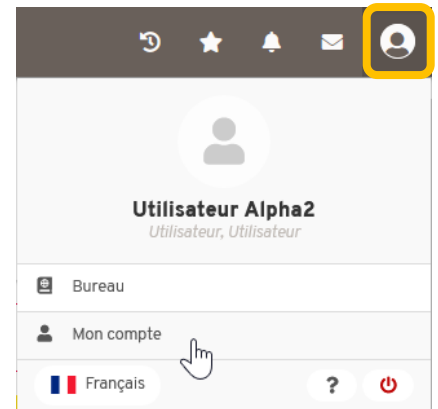 Utilisateur Alpha2
Utilisateur, Utilisateur
Bureau
Mon compte
Français
?